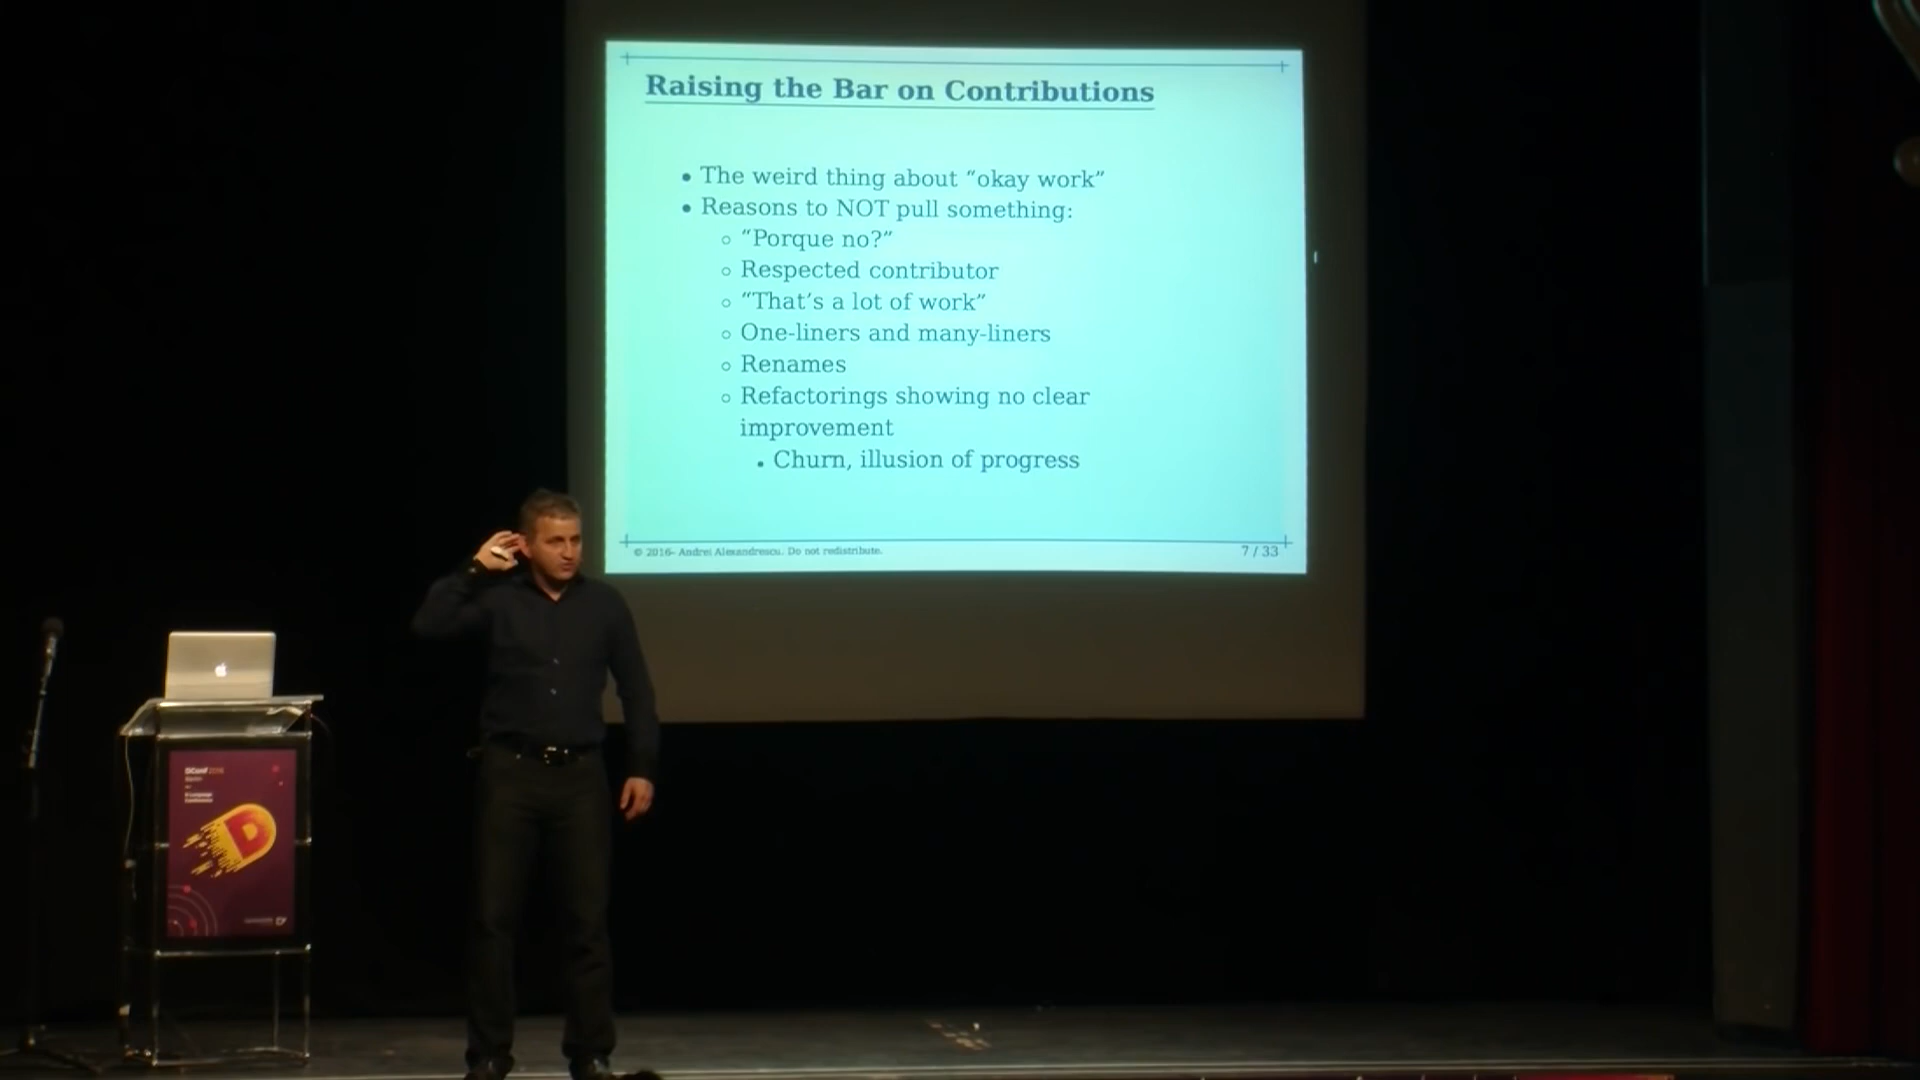 Raising the Bar on Contributions
• The weird thing about “okay work”
• Reasons to NOT pull something:
○ “Porque no?”
○ Respected contributor
○ “That’s a lot of work”
○ One-liners and many-liners
○ Renames
○ Refactorings showing no clear
improvement
• Churn, illusion of progress
© 2016– Andrei Alexandrescu. Do not redistribute.
7 / 33
DConf 2016
D